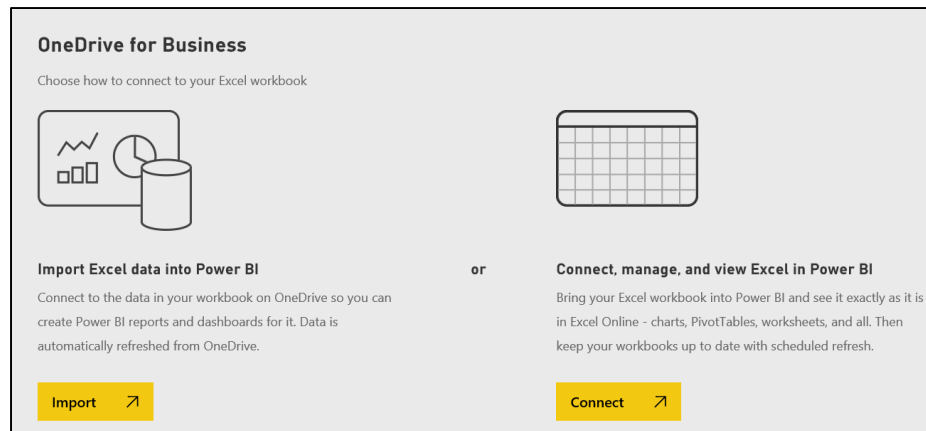 OneDrive for Business
Choose how to connect to your Excel workbook
Import Excel data into Power BI
Connect to the data in your workbook on OneDrive so you can
create Power BI reports and dashboards for it. Data is
automatically refreshed from OneDrive.
Import
or
Connect, manage, and view Excel in Power BI
Bring your Excel workbook into Power BI and see it exactly as it is
in Excel Online - charts, PivotTables, worksheets, and all. Then
keep your workbooks up to date with scheduled refresh.
Connect